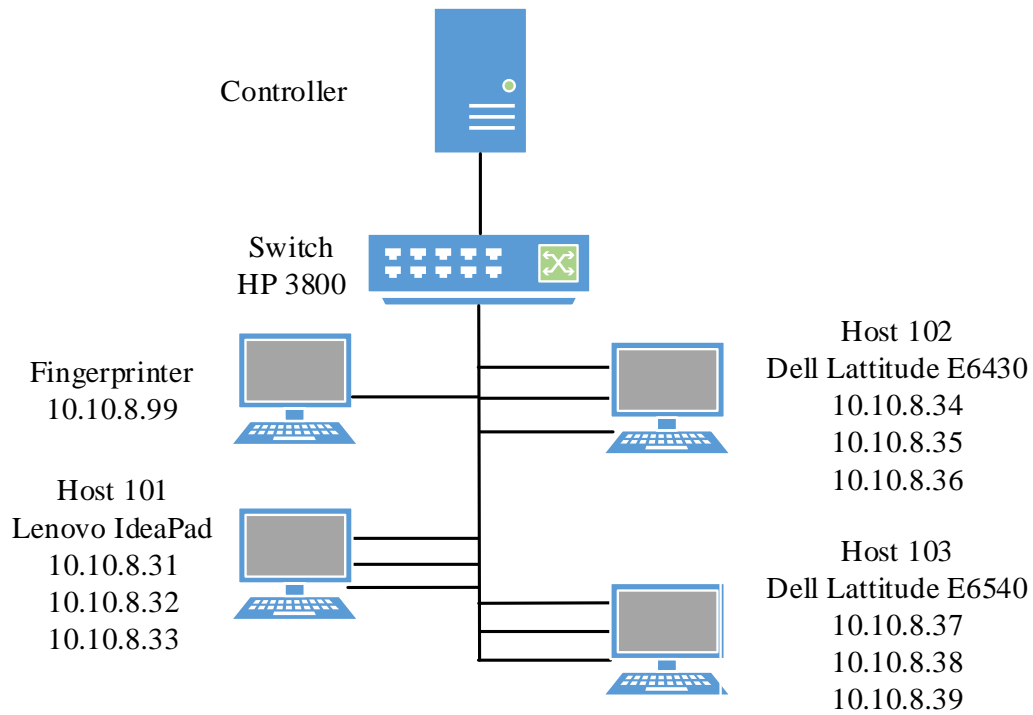 Controller
Switch
HP 3800
Fingerprinter
10.10.8.99
Host 102
Dell Lattitude E6430
10.10.8.34
10.10.8.35
10.10.8.36
Host 101
Lenovo IdeaPad
10.10.8.31
10.10.8.32
10.10.8.33
Host 103
Dell Lattitude E6540
10.10.8.37
10.10.8.38
10.10.8.39